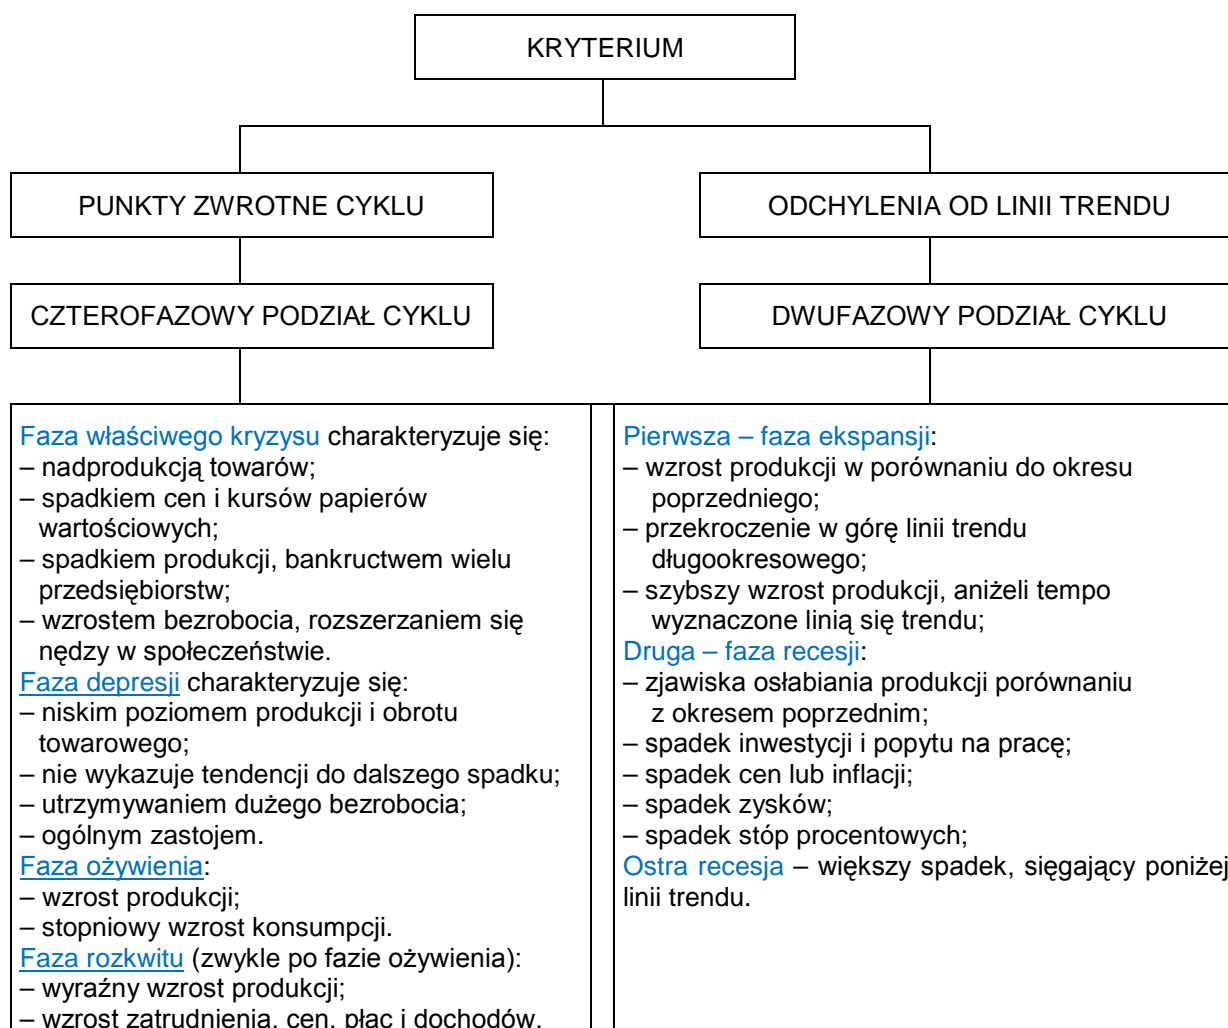 KRYTERIUM
PUNKTY ZWROTNE CYKLU
ODCHYLENIA OD LINII TRENDU
CZTEROFAZOWY PODZIAŁ CYKLU
DWUFAZOWY PODZIAŁ CYKLU
Faza właściwego kryzysu charakteryzuje się:
– nadprodukcją towarów;
– spadkiem cen i kursów papierów
wartościowych;
– spadkiem produkcji, bankructwem wielu
przedsiębiorstw;
– wzrostem bezrobocia, rozszerzaniem się
nędzy w społeczeństwie.
Faza depresji charakteryzuje się:
– niskim poziomem produkcji i obrotu
towarowego;
– nie wykazuje tendencji do dalszego spadku;
– utrzymywaniem dużego bezrobocia;
– ogólnym zastojem.
Faza ożywienia:
– wzrost produkcji;
– stopniowy wzrost konsumpcji.
Faza rozkwitu (zwykle po fazie ożywienia):
– wyraźny wzrost produkcji;
– wzrost zatrudnienia, cen, płac i dochodów.
Pierwsza – faza ekspansji:
– wzrost produkcji w porównaniu do okresu
poprzedniego;
– przekroczenie w górę linii trendu
długookresowego;
– szybszy wzrost produkcji, aniżeli tempo
wyznaczone linią się trendu;
Druga – faza recesji:
– zjawiska osłabiania produkcji porównaniu
z okresem poprzednim;
– spadek inwestycji i popytu na pracę;
– spadek cen lub inflacji;
– spadek zysków;
– spadek stóp procentowych;
Ostra recesja – większy spadek, sięgający poniżej
linii trendu.